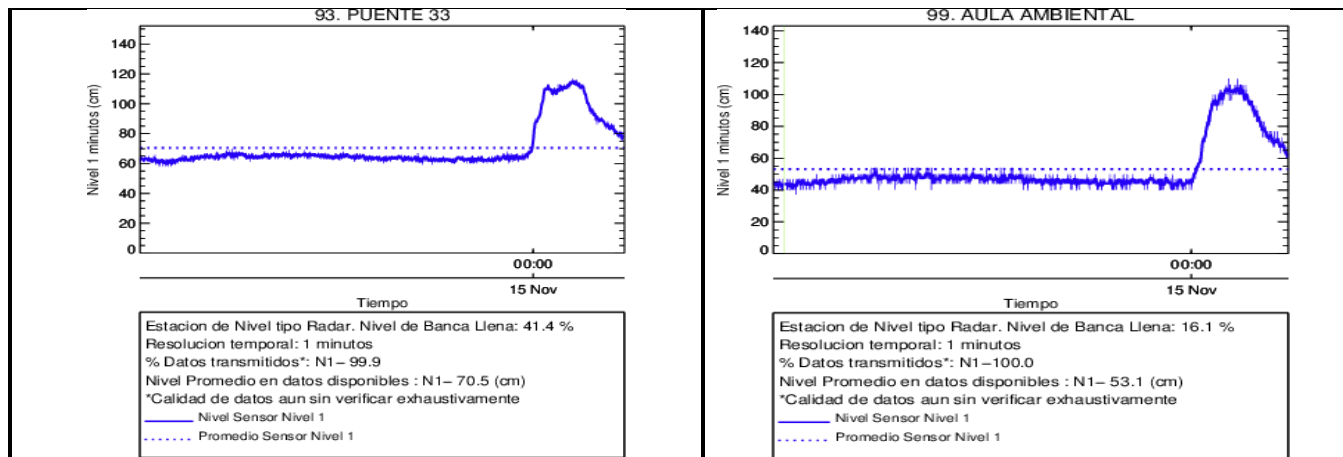 93. PUENTE 33
Nivel 1 minutos (cm)
140
120
100
80
60
40
20
0
00:00
15 Nov
Tiempo
Estacion de Nivel tipo Radar. Nivel de Banca Llena: 41.4 %
Resolucion temporal: 1 minutos
% Datos transmitidos*: N1– 99.9
Nivel Promedio en datos disponibles : N1– 70.5 (cm)
*Calidad de datos aun sin verificar exhaustivamente
Nivel Sensor Nivel 1
Promedio Sensor Nivel 1
99. AULA AMBIENTAL
Nivel 1 minutos (cm)
140
120
100
80
60
40
20
0
00:00
15 Nov
Tiempo
Estacion de Nivel tipo Radar. Nivel de Banca Llena: 16.1 %
Resolucion temporal: 1 minutos
% Datos transmitidos*: N1–100.0
Nivel Promedio en datos disponibles : N1– 53.1 (cm)
*Calidad de datos aun sin verificar exhaustivamente
Nivel Sensor Nivel 1
Promedio Sensor Nivel 1